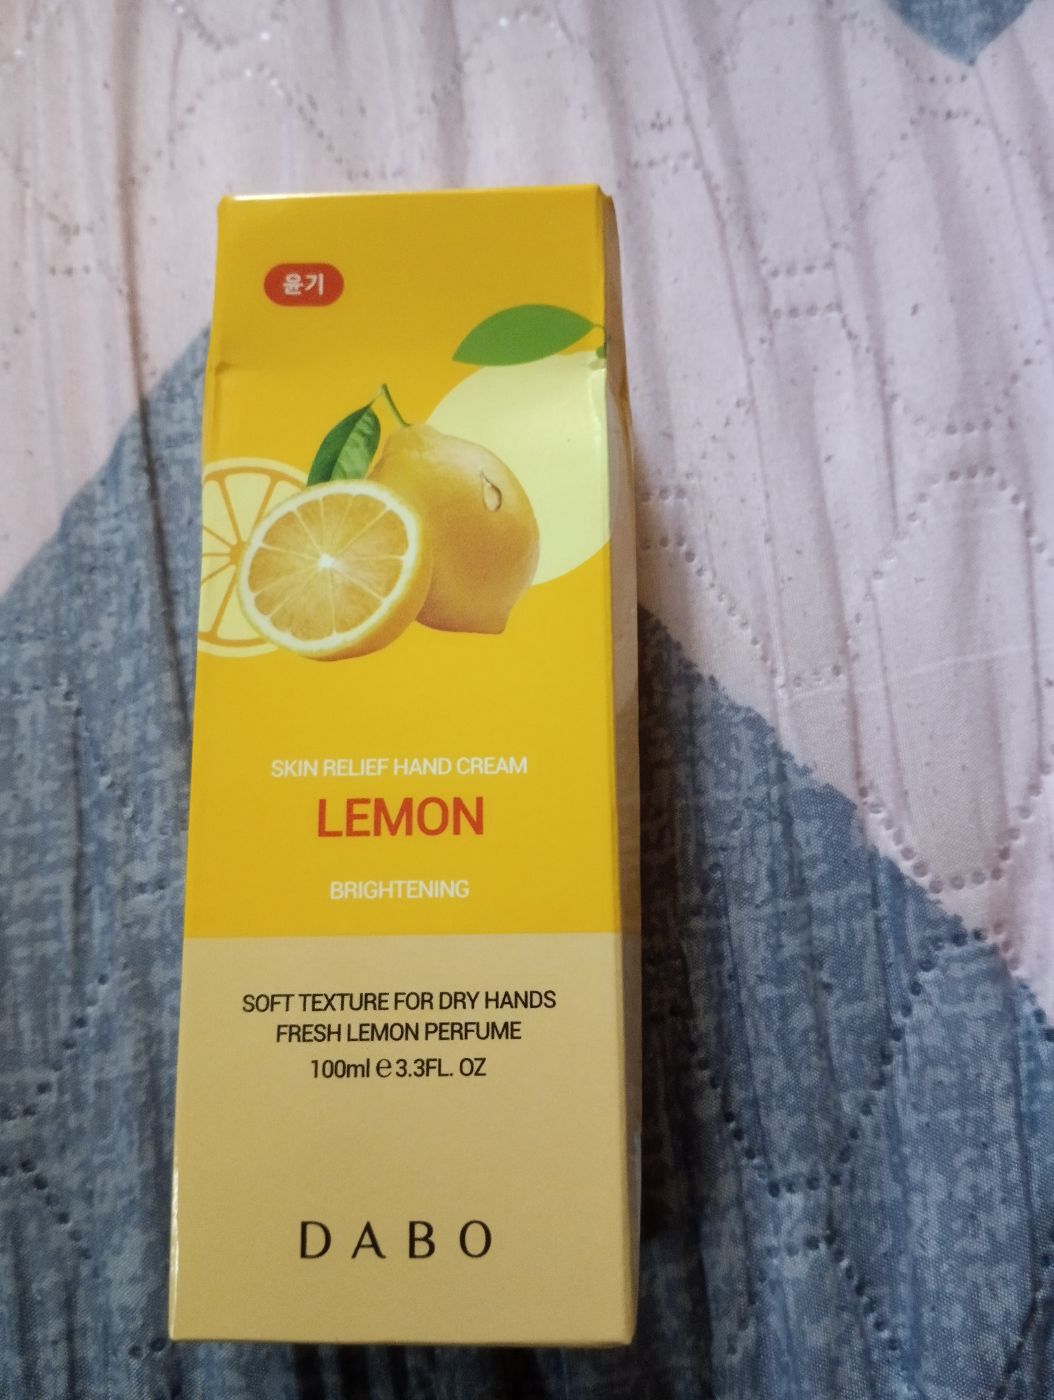 윤기
SKIN RELIEF HAND CREAM
LEMON
BRIGHTENING
SOFT TEXTURE FOR DRY HANDS
FRESH LEMON PERFUME
100ml ℮ 3.3FL. OZ
DABO